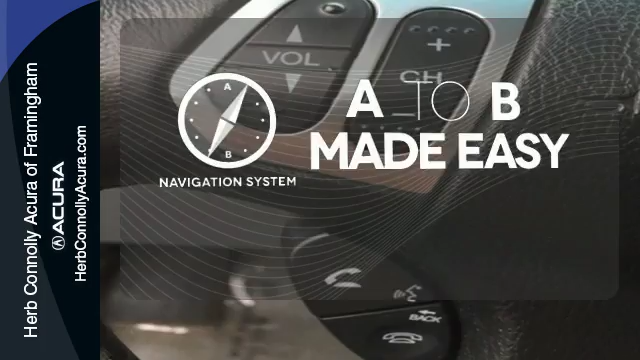 Herb Connolly Acura of Framingham
ACURA
HerbConnollyAcura.com
VOL
+
CH
A
B
NAVIGATION SYSTEM
A TO B
MADE EASY
BACK